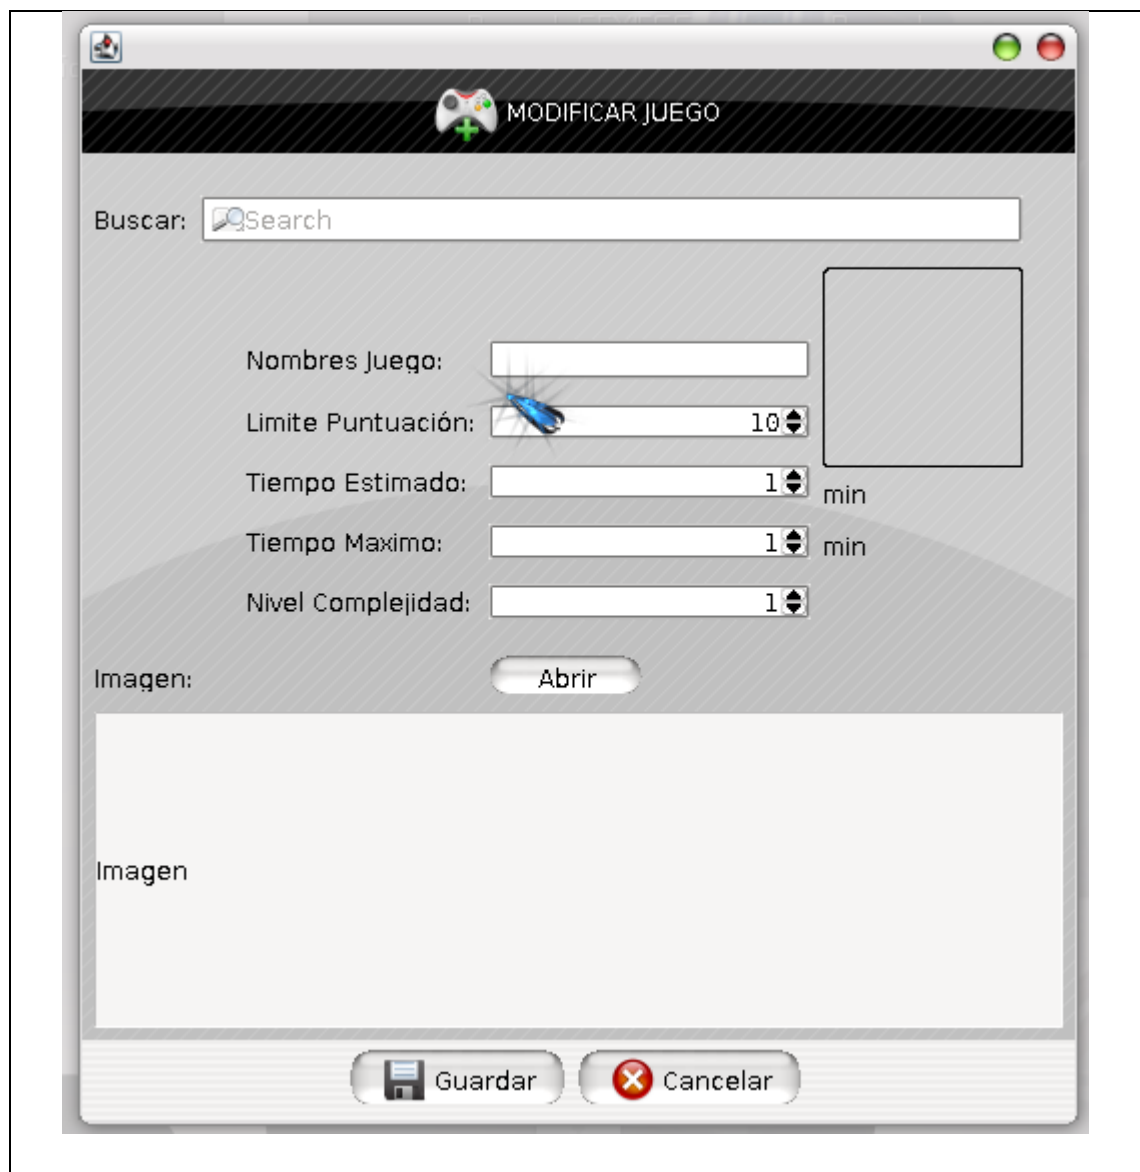 MODIFICAR JUEGO
Buscar: Search
Nombres Juego:
Limite Puntuación: 10
Tiempo Estimado: 1 min
Tiempo Maximo: 1 min
Nivel Complejidad: 1
Imagen: Abrir
Imagen
Guardar Cancelar